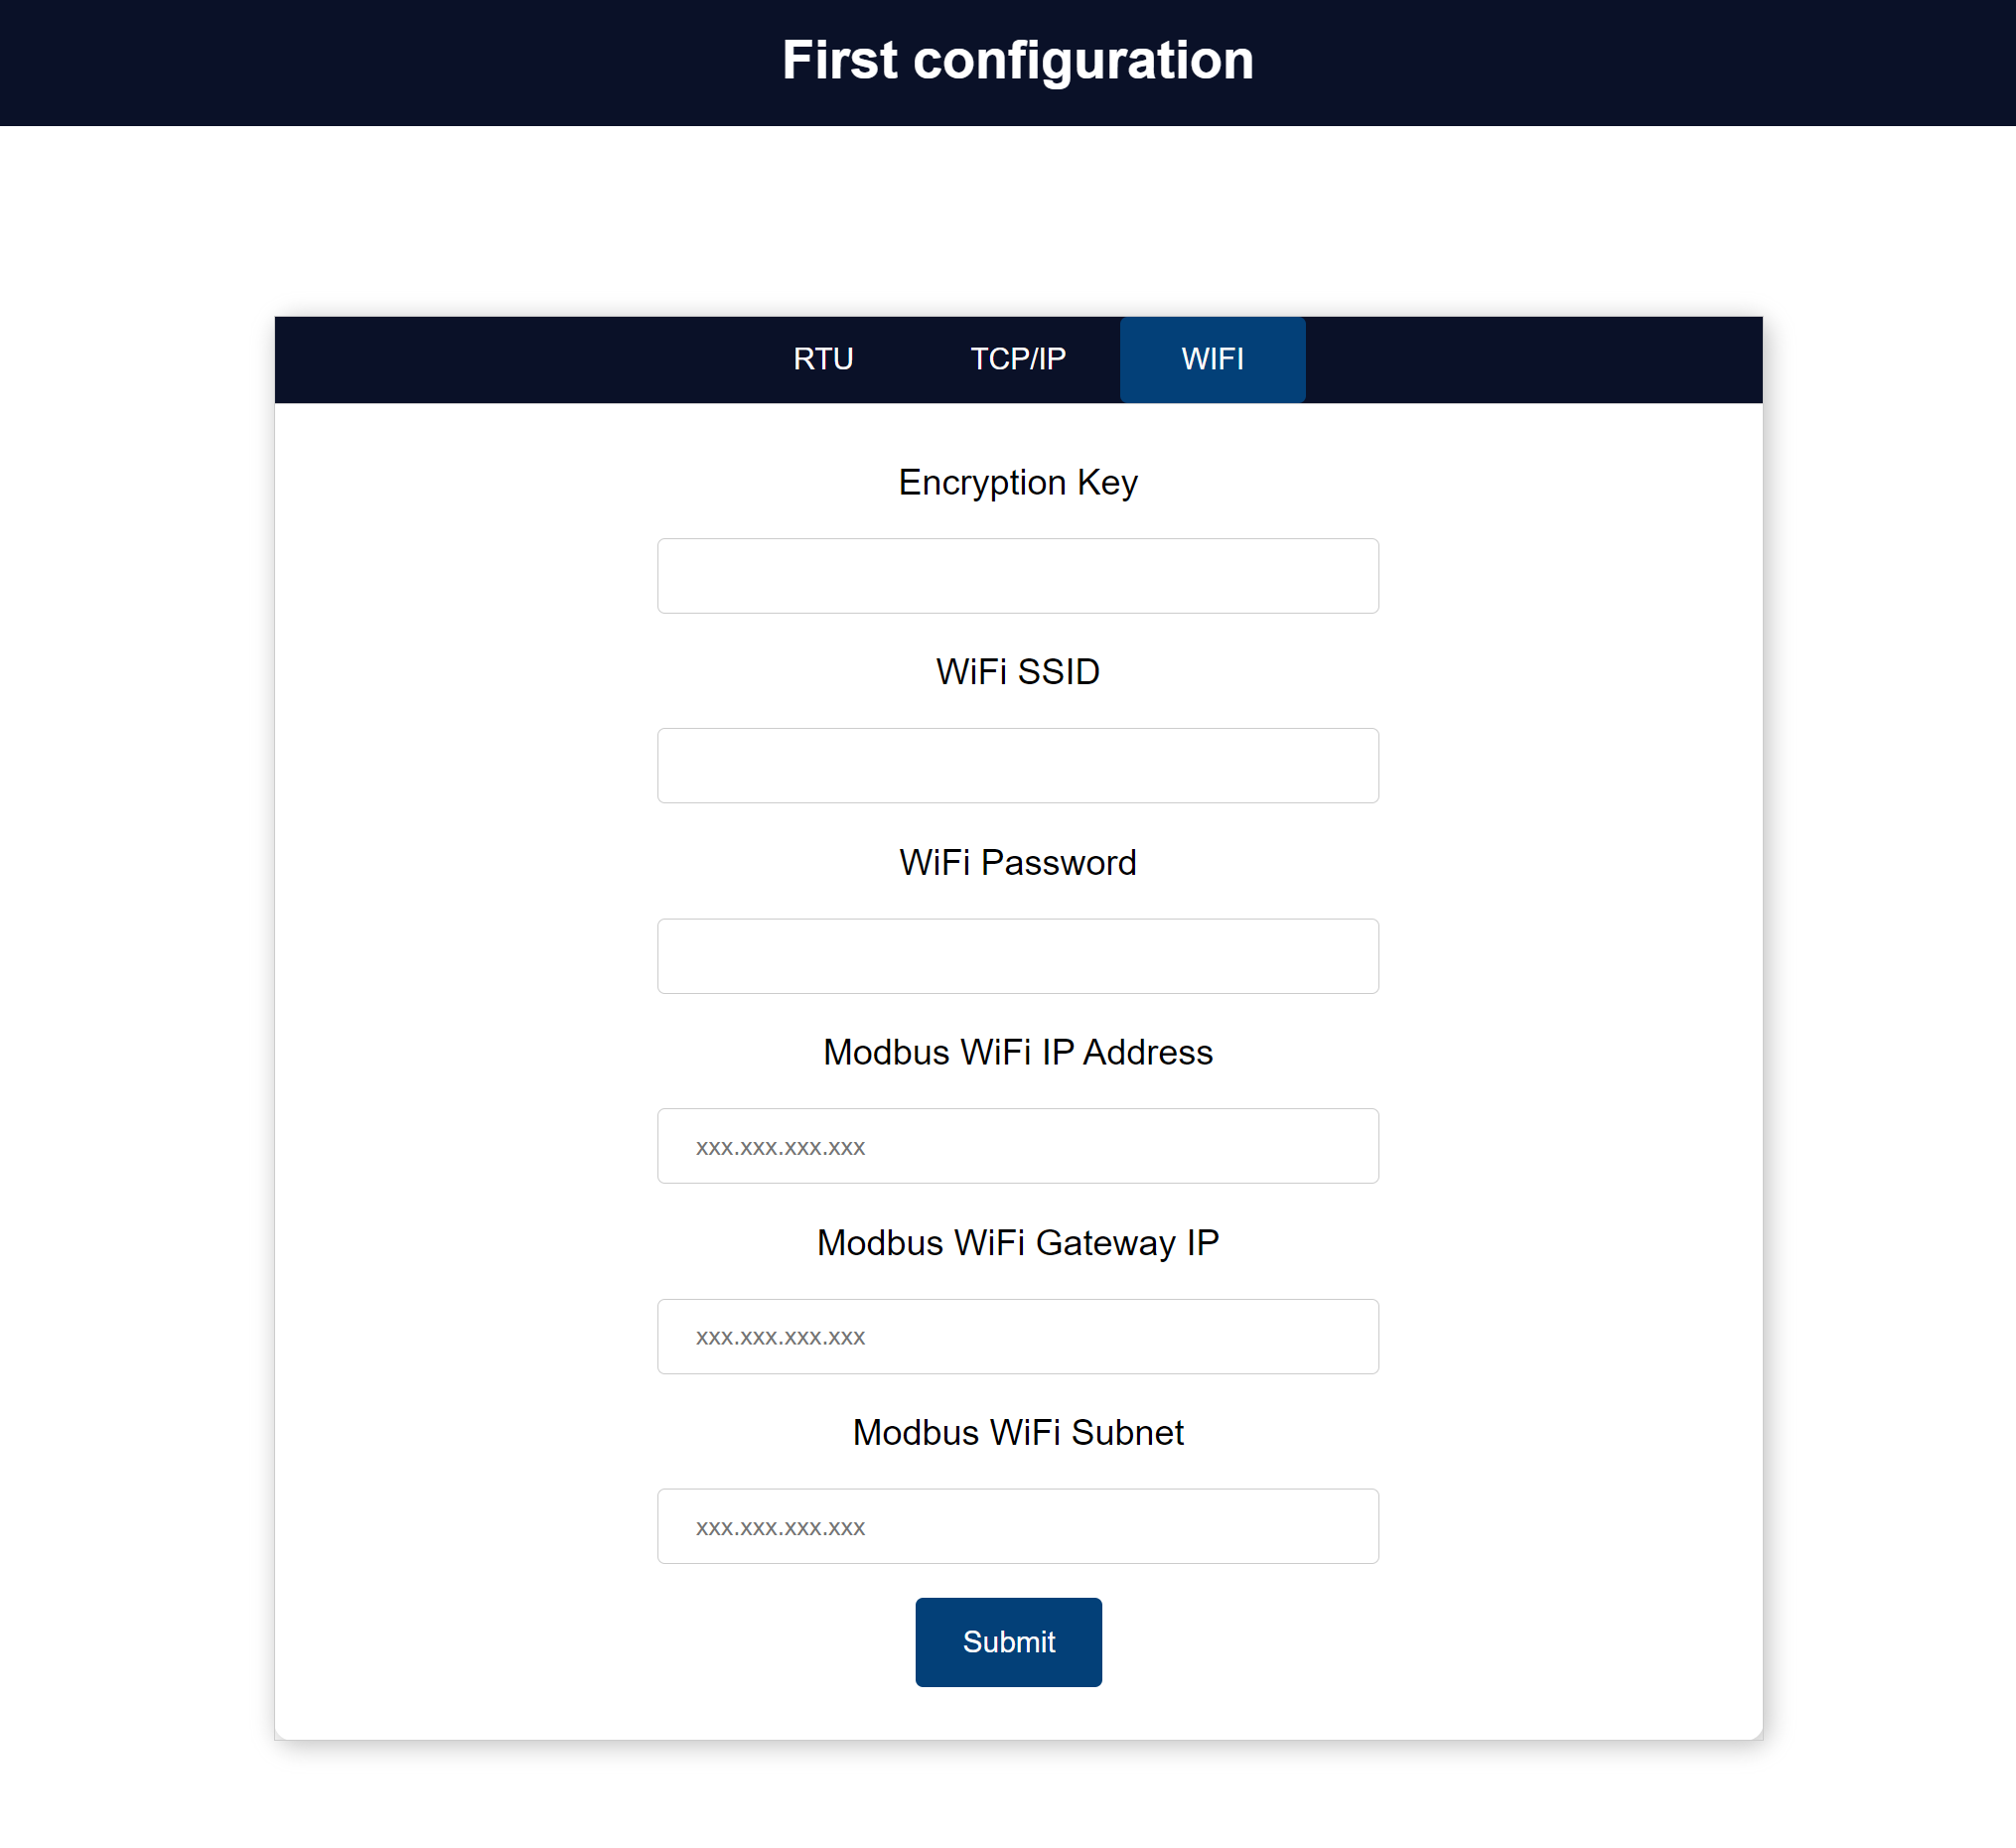 First configuration
RTU TCP/IP WIFI
Encryption Key
WiFi SSID
WiFi Password
Modbus WiFi IP Address
xxx.xxx.xxx.xxx
Modbus WiFi Gateway IP
xxx.xxx.xxx.xxx
Modbus WiFi Subnet
xxx.xxx.xxx.xxx
Submit